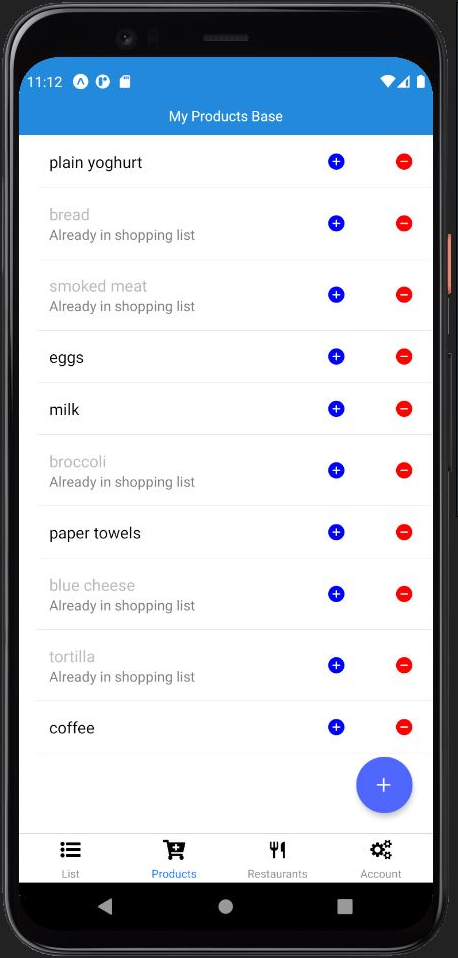 11:12
My Products Base
plain yoghurt
bread
Already in shopping list
smoked meat
Already in shopping list
eggs
milk
broccoli
Already in shopping list
paper towels
blue cheese
Already in shopping list
tortilla
Already in shopping list
coffee
List
Products
Restaurants
Account